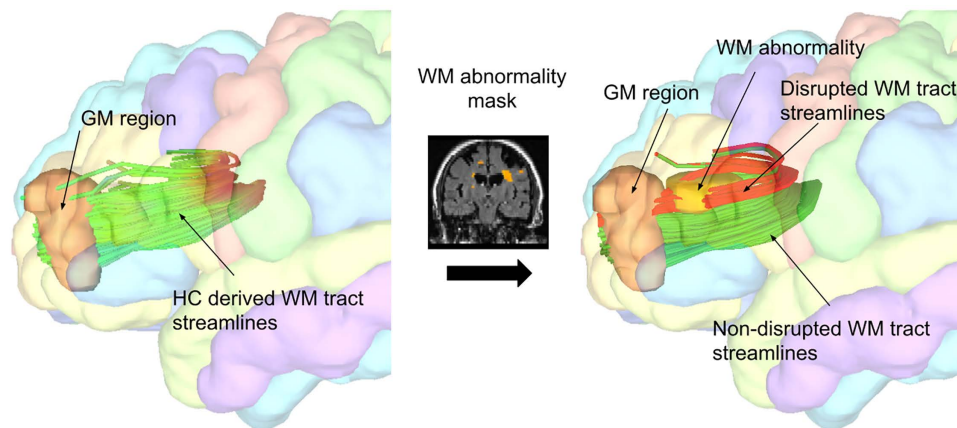 GM region
HC derived WM tract
streamlines
WM abnormality
mask
WM abnormality
GM region
Disrupted WM tract
streamlines
Non-disrupted WM tract
streamlines